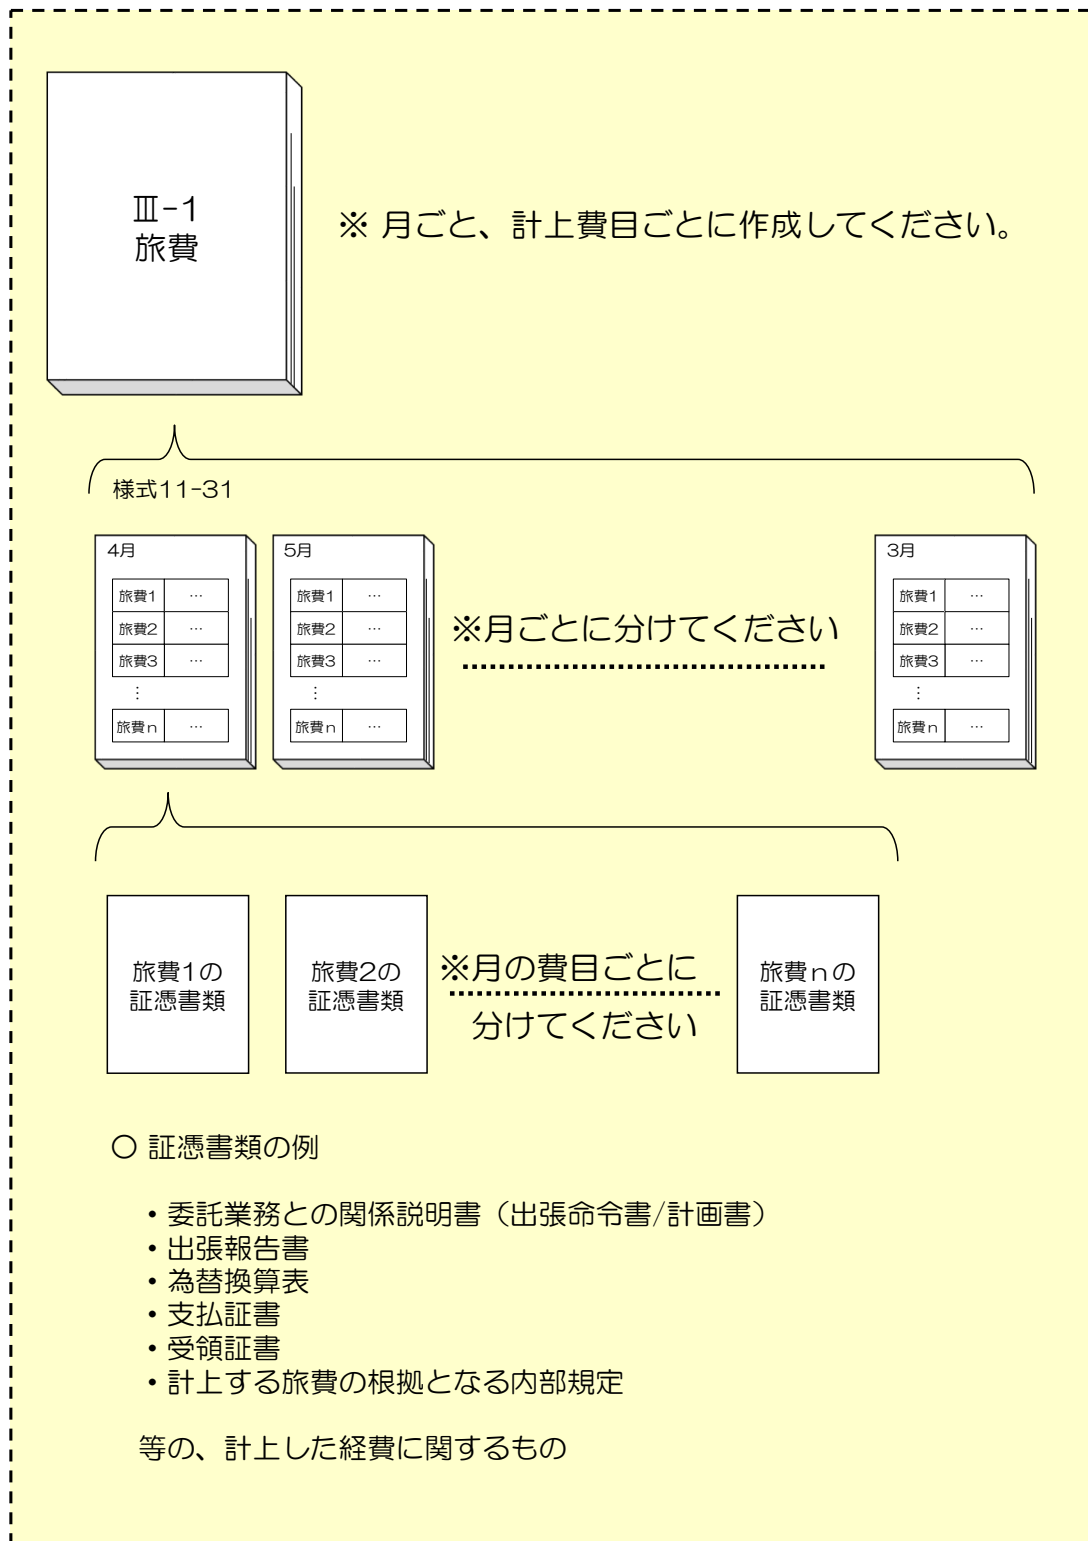 Ⅲ-1
旅費
※ 月ごと、計上費目ごとに作成してください。
様式11-31
4月
旅費1 …
旅費2 …
旅費3 …
⋮
旅費n …
5月
旅費1 …
旅費2 …
旅費3 …
⋮
旅費n …
※月ごとに分けてください
3月
旅費1 …
旅費2 …
旅費3 …
⋮
旅費n …
旅費1の
証憑書類
旅費2の
証憑書類
※月の費目ごとに
分けてください
旅費nの
証憑書類
○ 証憑書類の例
・委託業務との関係説明書（出張命令書/計画書）
・出張報告書
・為替換算表
・支払証書
・受領証書
・計上する旅費の根拠となる内部規定
等の、計上した経費に関するもの